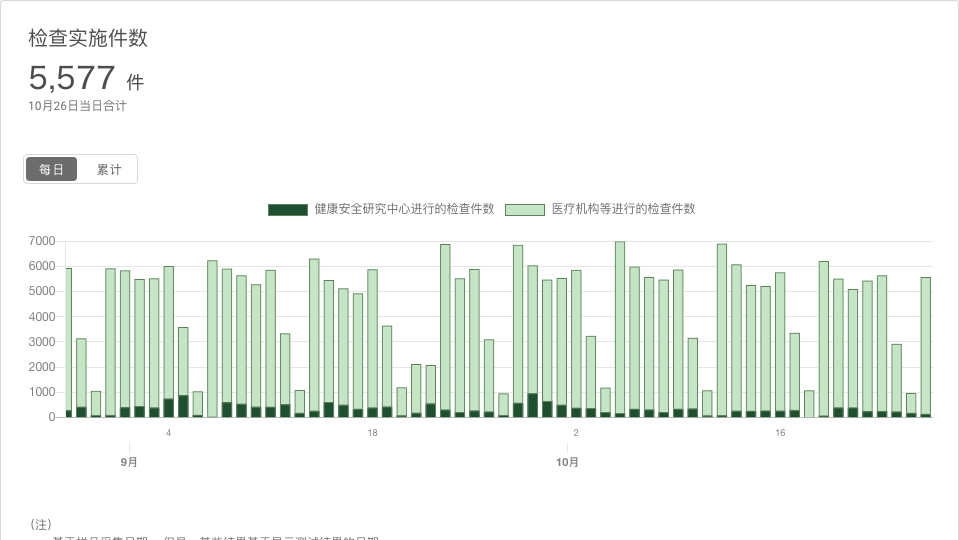 检查实施件数
5,577 件
10月26日当日合计
每日 累计
健康安全研究中心进行的检查件数 医疗机构等进行的检查件数
7000
6000
5000
4000
3000
2000
1000
0
4 18 2 16
9月 10月
（注）